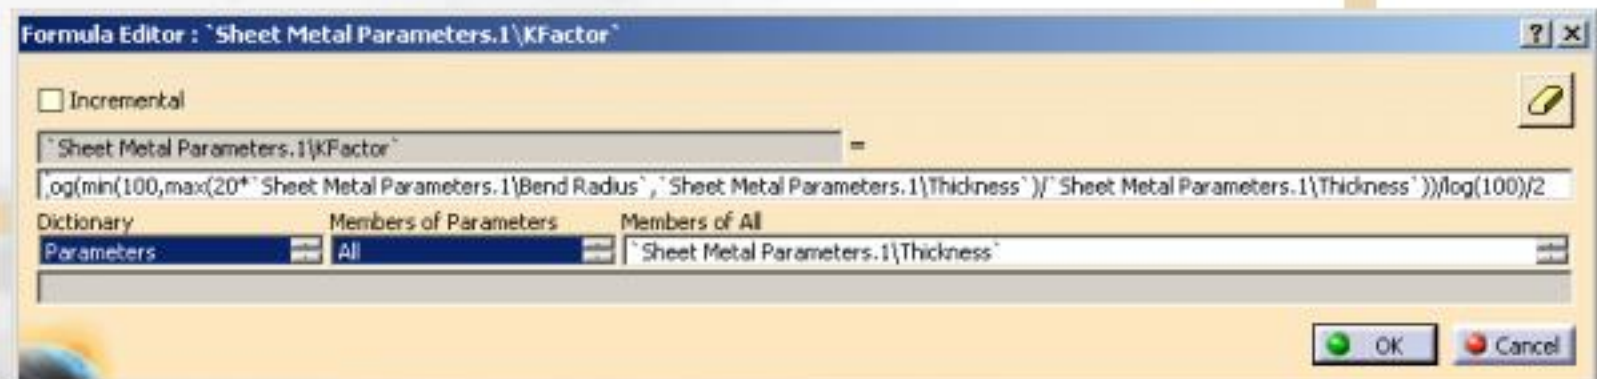 Formula Editor : `Sheet Metal Parameters.1\KFactor`
Incremental
`Sheet Metal Parameters.1\KFactor` =
og(min(100,max(20*`Sheet Metal Parameters.1\Bend Radius`,`Sheet Metal Parameters.1\Thickness`)/`Sheet Metal Parameters.1\Thickness`))/log(100)/2
Dictionary Members of Parameters Members of All
Parameters All `Sheet Metal Parameters.1\Thickness`
OK Cancel